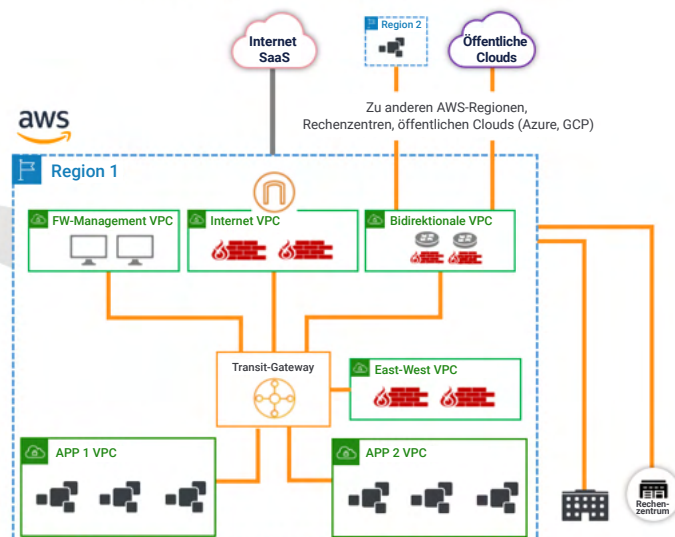 Internet
SaaS
Region 2
Öffentliche
Clouds
Zu anderen AWS-Regionen,
Rechenzentren, öffentlichen Clouds (Azure, GCP)
aws
Region 1
FW-Management VPC
Internet VPC
Bidirektionale VPC
Transit-Gateway
East-West VPC
APP 1 VPC
APP 2 VPC
Rechen-
zentrum